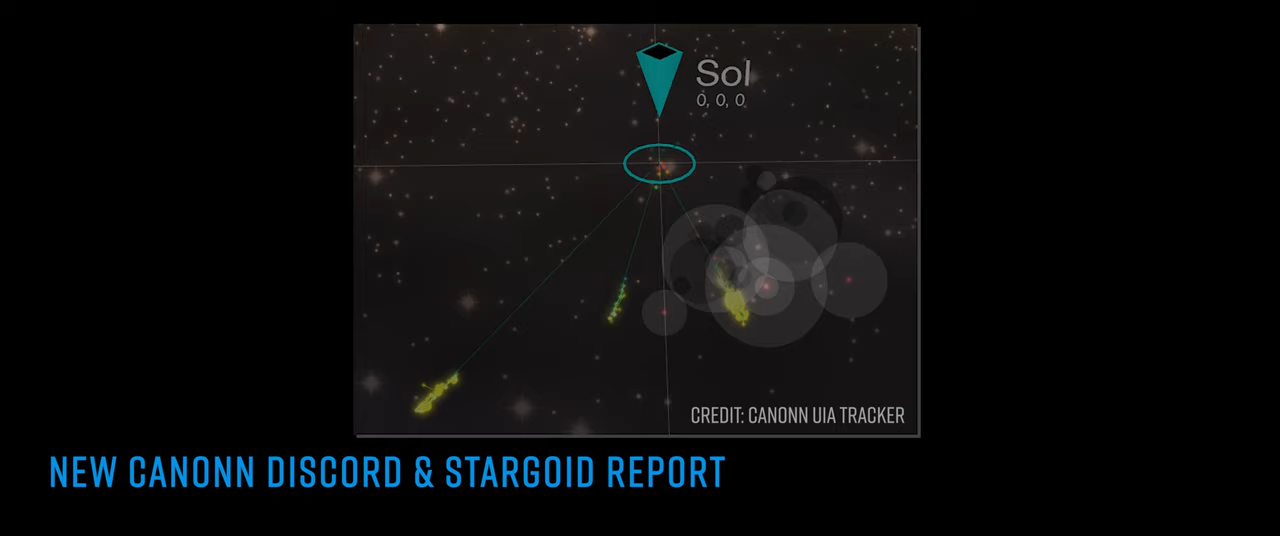 Sol
0, 0, 0
CREDIT: CANONN UIA TRACKER
NEW CANONN DISCORD & STARGOID REPORT